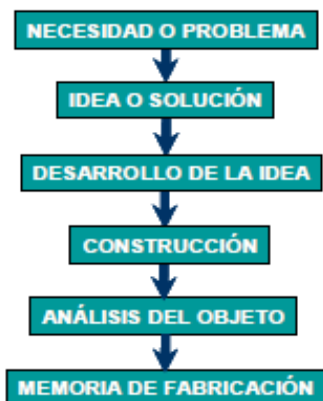 NECESIDAD O PROBLEMA
IDEA O SOLUCIÓN
DESARROLLO DE LA IDEA
CONSTRUCCIÓN
ANÁLISIS DEL OBJETO
MEMORIA DE FABRICACIÓN